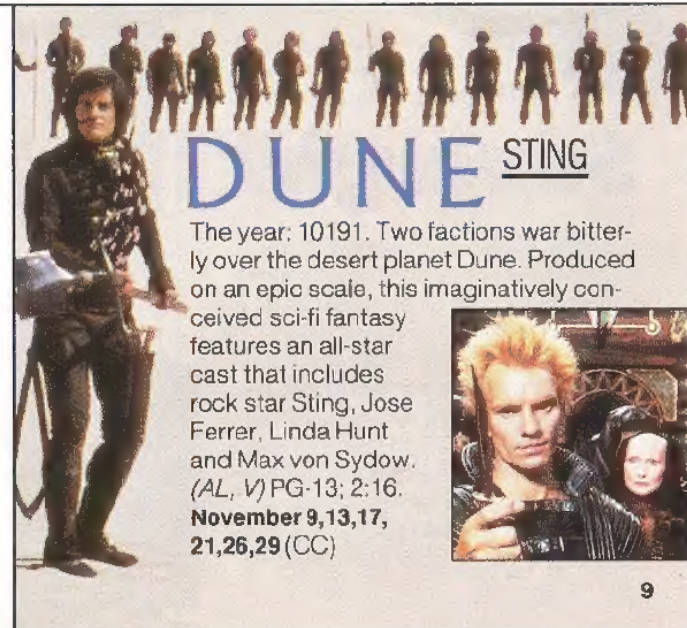 DUNE STING
The year: 10191. Two factions war bitter-
ly over the desert planet Dune. Produced
on an epic scale, this imaginatively con-
ceived sci-fi fantasy
features an all-star
cast that includes
rock star Sting, Jose
Ferrer, Linda Hunt
and Max von Sydow.
(AL, V) PG-13; 2:16.
November 9,13,17,
21,26,29 (CC)
9